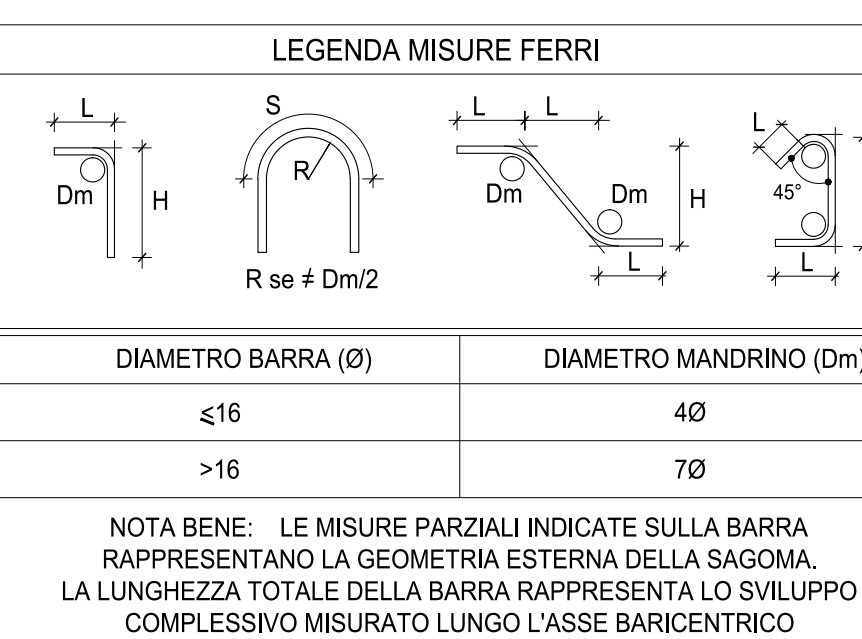 LEGENDA MISURE FERRI
L
Dm
H
S
R
R se ≠ Dm/2
L L
Dm
Dm
H
L
L
45°
L
DIAMETRO BARRA (Ø) DIAMETRO MANDRINO (Dm)
≤16 4Ø
>16 7Ø
NOTA BENE: LE MISURE PARZIALI INDICATE SULLA BARRA
RAPPRESENTANO LA GEOMETRIA ESTERNA DELLA SAGOMA.
LA LUNGHEZZA TOTALE DELLA BARRA RAPPRESENTA LO SVILUPPO
COMPLESSIVO MISURATO LUNGO L'ASSE BARICENTRICO